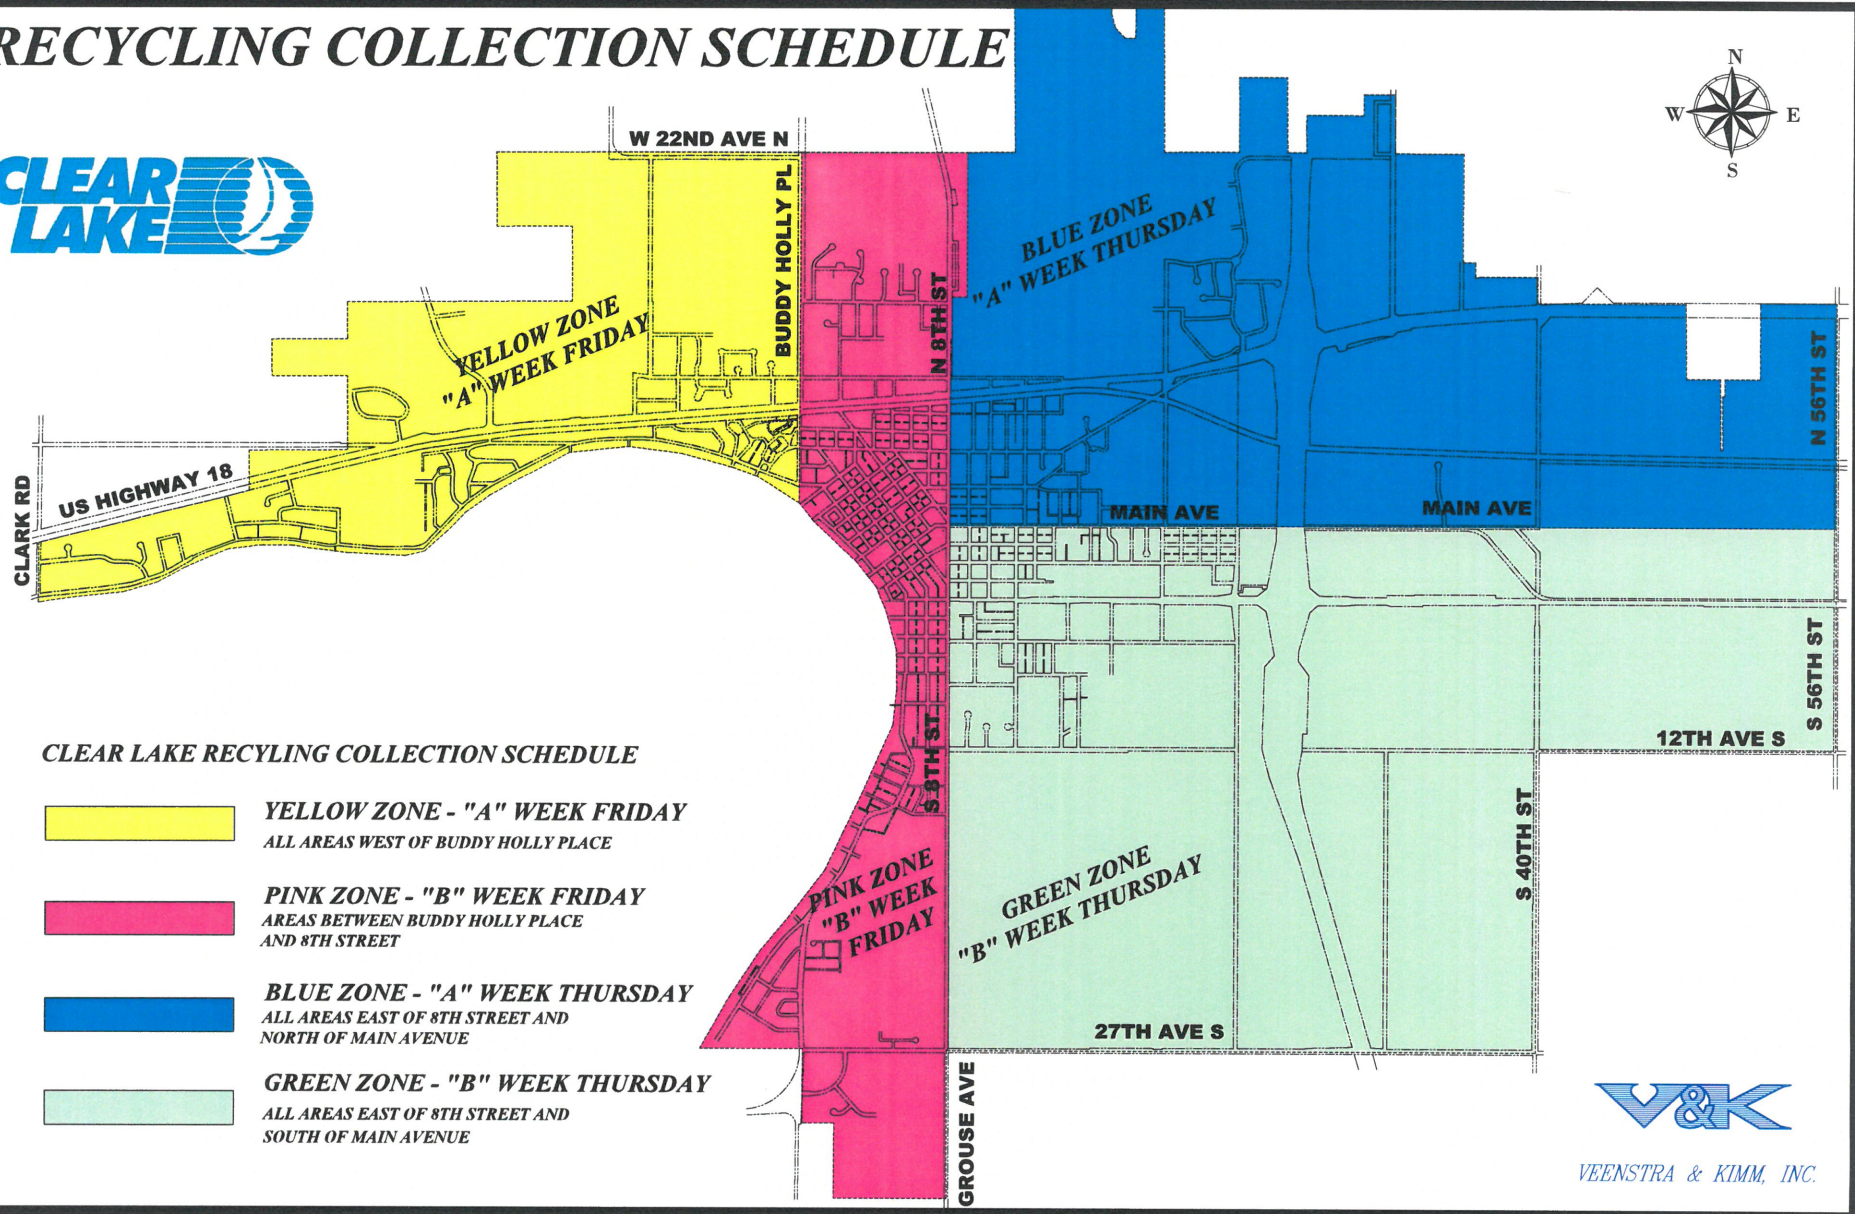 RECYCLING COLLECTION SCHEDULE
N
W E
S
CLEAR
LAKE
W 22ND AVE N
BUDDY HOLLY PL
N 8TH ST
BLUE ZONE
"A" WEEK THURSDAY
YELLOW ZONE
"A" WEEK FRIDAY
N 56TH ST
US HIGHWAY 18
CLARK RD
MAIN AVE
MAIN AVE
S 56TH ST
12TH AVE S
S 8TH ST
S 40TH ST
PINK ZONE
"B" WEEK
FRIDAY
GREEN ZONE
"B" WEEK THURSDAY
27TH AVE S
GROUSE AVE
CLEAR LAKE RECYLING COLLECTION SCHEDULE
YELLOW ZONE - "A" WEEK FRIDAY
ALL AREAS WEST OF BUDDY HOLLY PLACE
PINK ZONE - "B" WEEK FRIDAY
AREAS BETWEEN BUDDY HOLLY PLACE
AND 8TH STREET
BLUE ZONE - "A" WEEK THURSDAY
ALL AREAS EAST OF 8TH STREET AND
NORTH OF MAIN AVENUE
GREEN ZONE - "B" WEEK THURSDAY
ALL AREAS EAST OF 8TH STREET AND
SOUTH OF MAIN AVENUE
V&K
VEENSTRA & KIMM, INC.